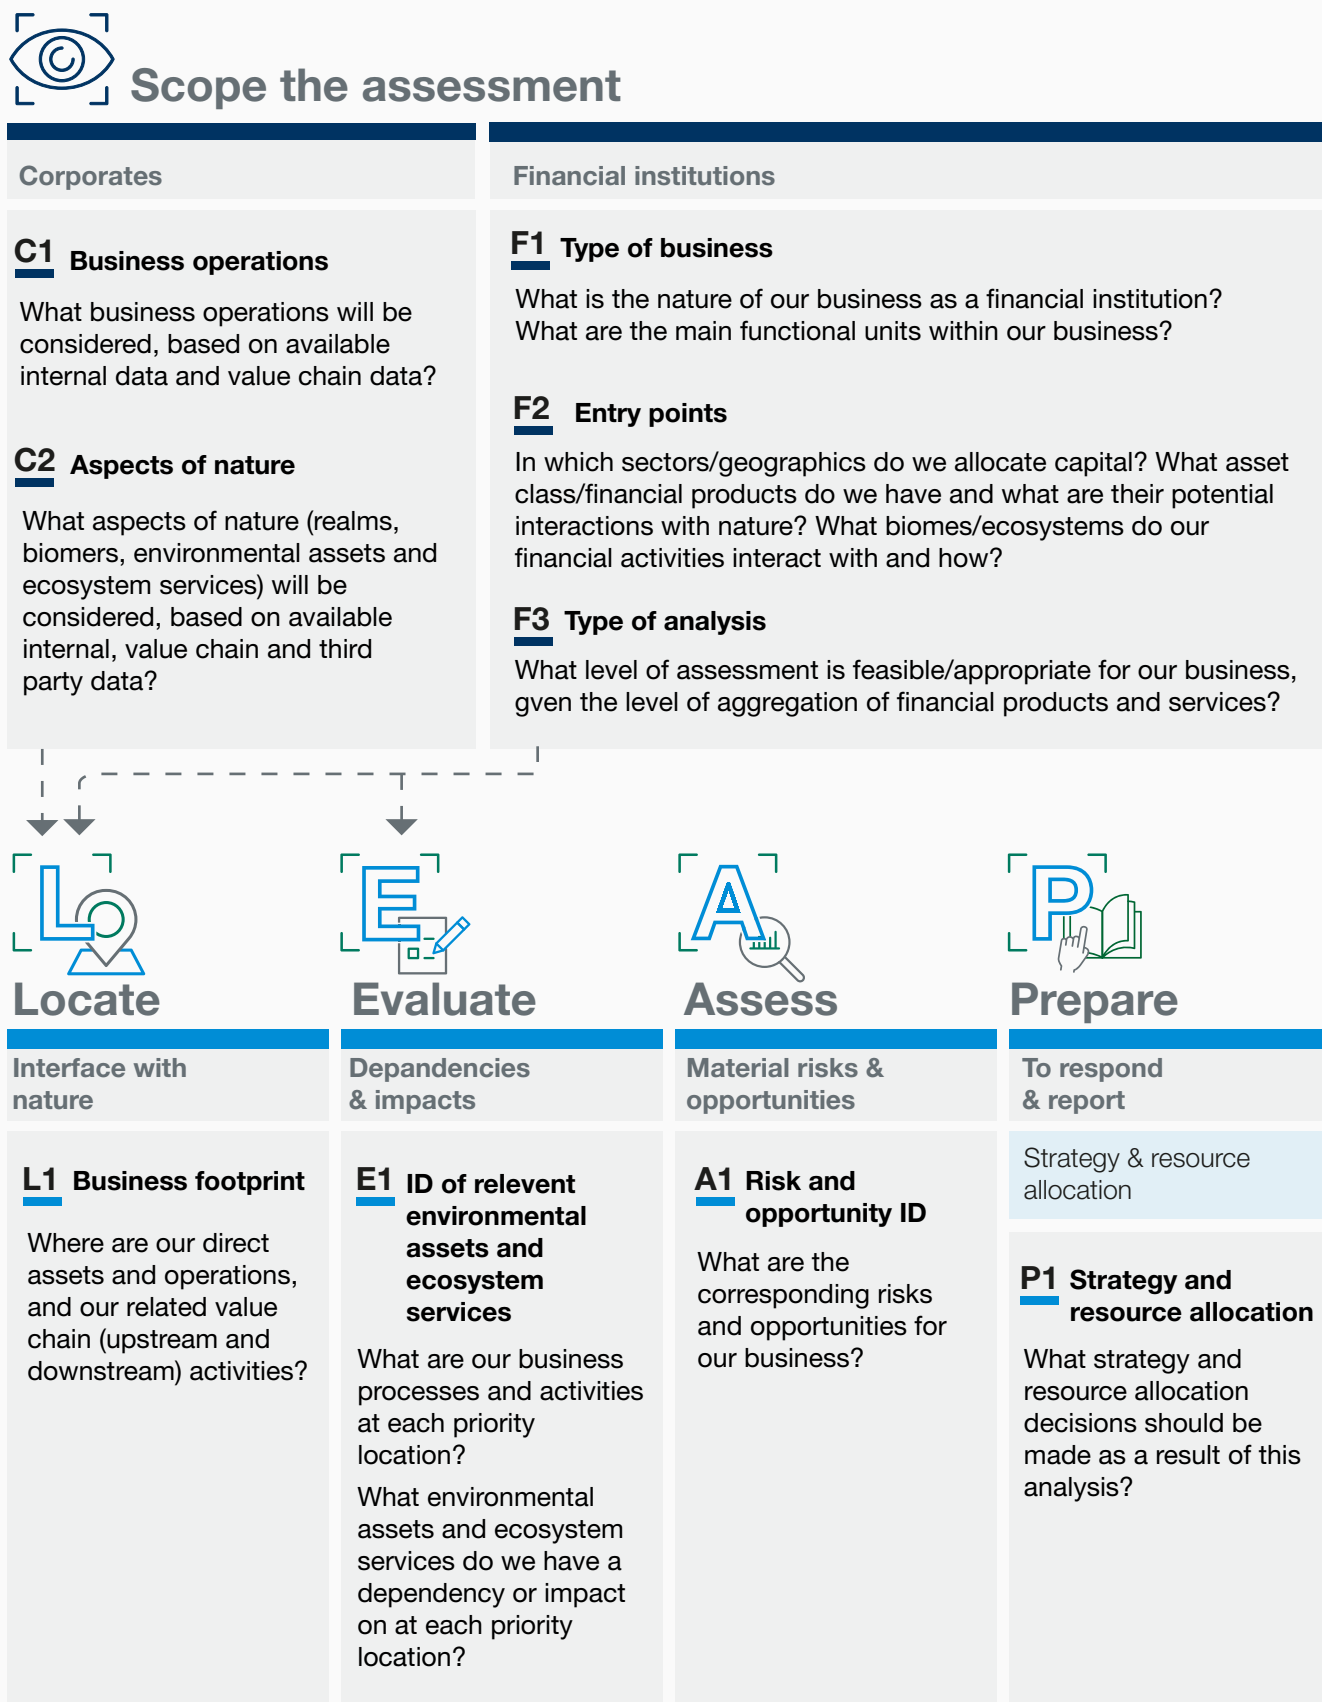 Scope the assessment
Corporates
C1 Business operations
What business operations will be
considered, based on available
internal data and value chain data?
C2 Aspects of nature
What aspects of nature (realms,
biomers, environmental assets and
ecosystem services) will be
considered, based on available
internal, value chain and third
party data?
Financial institutions
F1 Type of business
What is the nature of our business as a financial institution?
What are the main functional units within our business?
F2 Entry points
In which sectors/geographics do we allocate capital? What asset
class/financial products do we have and what are their potential
interactions with nature? What biomes/ecosystems do our
financial activities interact with and how?
F3 Type of analysis
What level of assessment is feasible/appropriate for our business,
gven the level of aggregation of financial products and services?
L
Locate
Interface with
nature
L1 Business footprint
Where are our direct
assets and operations,
and our related value
chain (upstream and
downstream) activities?
E
Evaluate
Depandencies
& impacts
E1 ID of relevent
environmental
assets and
ecosystem
services
What are our business
processes and activities
at each priority
location?
What environmental
assets and ecosystem
services do we have a
dependency or impact
on at each priority
location?
A
Assess
Material risks &
opportunities
A1 Risk and
opportunity ID
What are the
corresponding risks
and opportunities for
our business?
P
Prepare
To respond
& report
Strategy & resource
allocation
P1 Strategy and
resource allocation
What strategy and
resource allocation
decisions should be
made as a result of this
analysis?